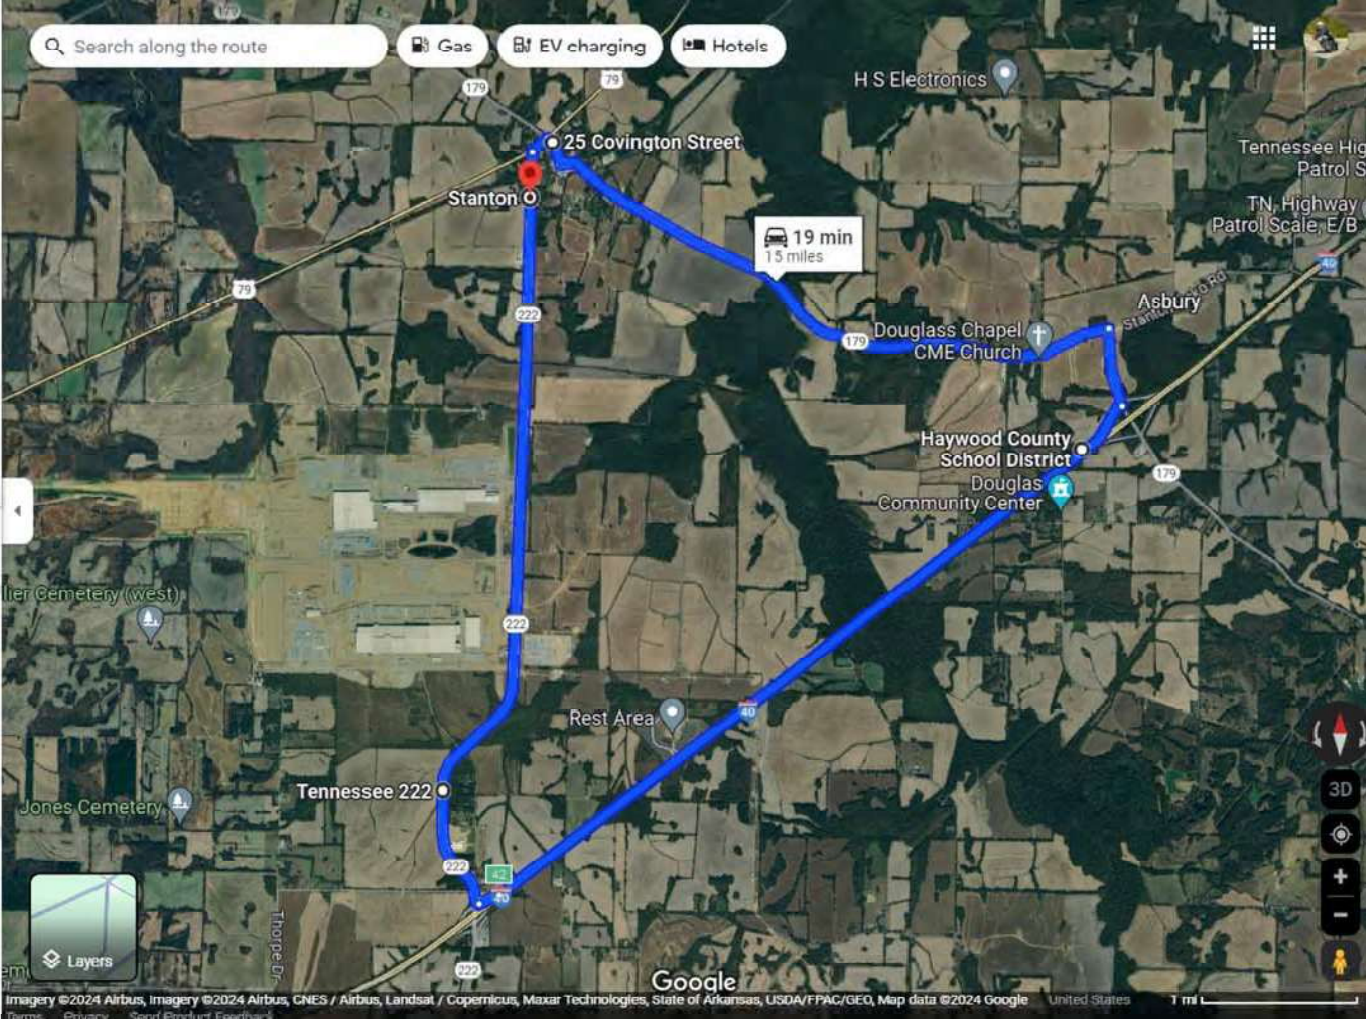 179
Search along the route
Gas
EV charging
Hotels
179
79
H S Electronics
25 Covington Street
Tennessee Hig
Patrol S
Stanton
TN, Highway
Patrol Scale, E/B
19 min
15 miles
40
79
222
Asbury
Douglass Chapel
CME Church
179
Haywood County
School District
179
Douglas
Community Center
lier Cemetery (west)
222
Rest Area
40
Tennessee 222
3D
Jones Cemetery
222
42
40
Thorpe Dr
Layers
222
Google
Imagery ©2024 Airbus, Imagery ©2024 Airbus, CNES / Airbus, Landsat / Copernicus, Maxar Technologies, State of Arkansas, USDA/FPAC/GEO, Map data ©2024 Google United States 1 mi
Terms Privacy Send Product Feedback